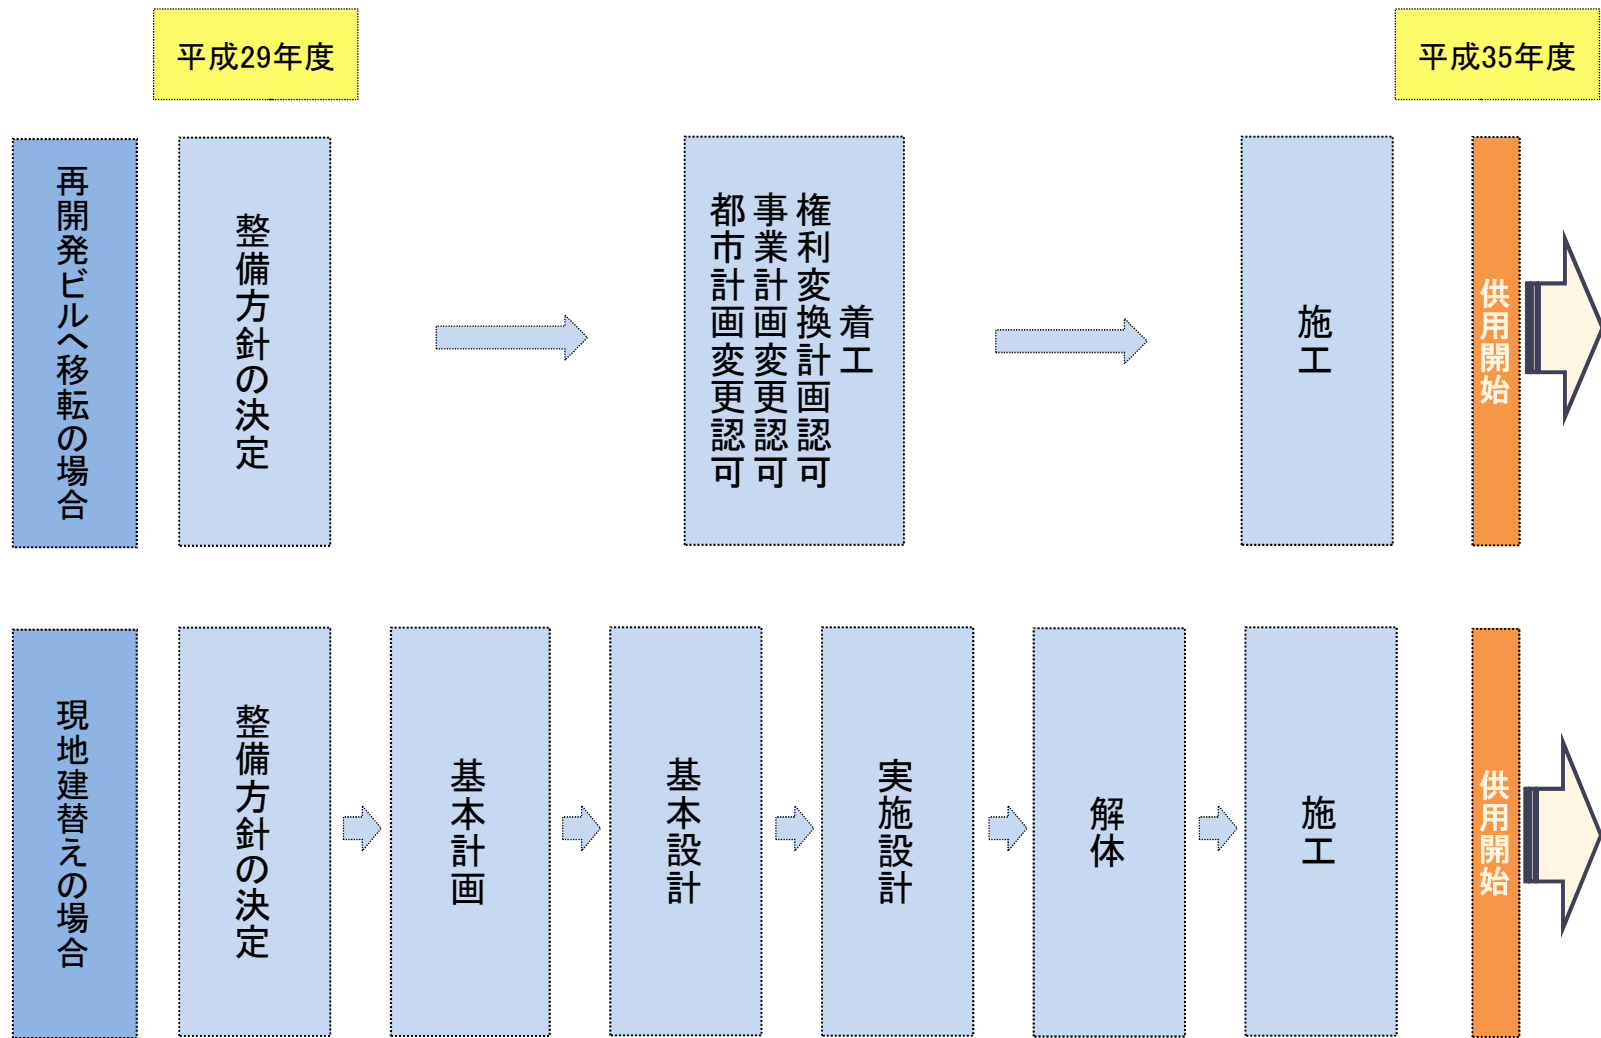 平成29年度
平成35年度
再開発ビルへ移転の場合
整備方針の決定
都市計画変更認可
事業計画変更認可
権利変換計画認可
着工
施工
供用開始
現地建替えの場合
整備方針の決定
基本計画
基本設計
実施設計
解体
施工
供用開始